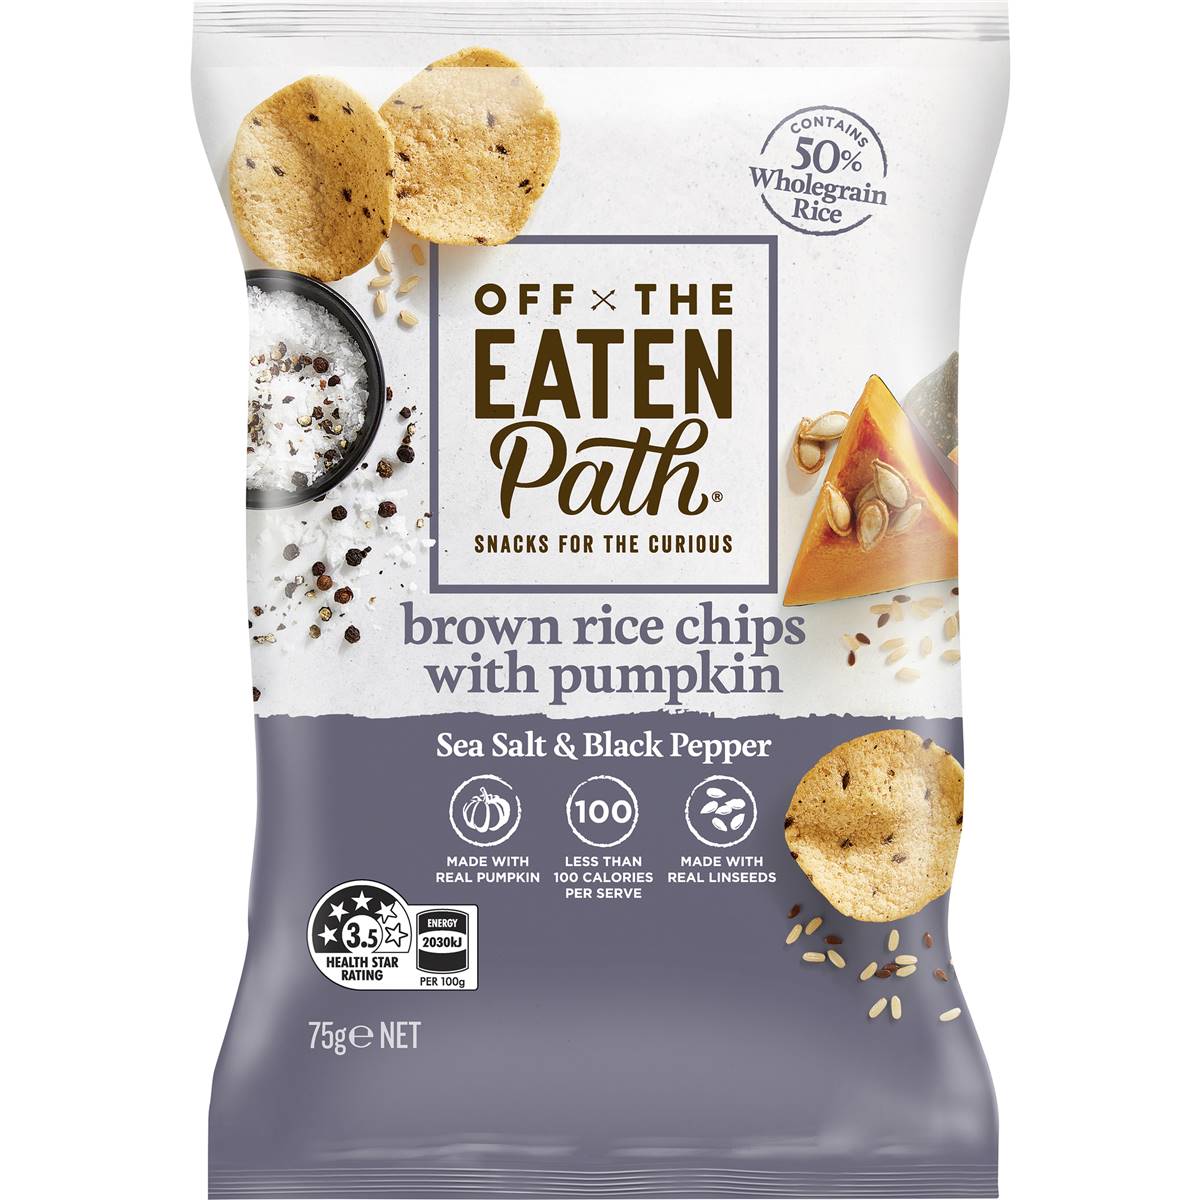 CONTAINS
50%
Wholegrain
Rice
OFF THE
EATEN
Path®
SNACKS FOR THE CURIOUS
brown rice chips
with pumpkin
Sea Salt & Black Pepper
100
MADE WITH
REAL PUMPKIN
LESS THAN
100 CALORIES
PER SERVE
MADE WITH
REAL LINSEEDS
3.5
HEALTH STAR
RATING
ENERGY
2030kJ
PER 100g
75g℮ NET